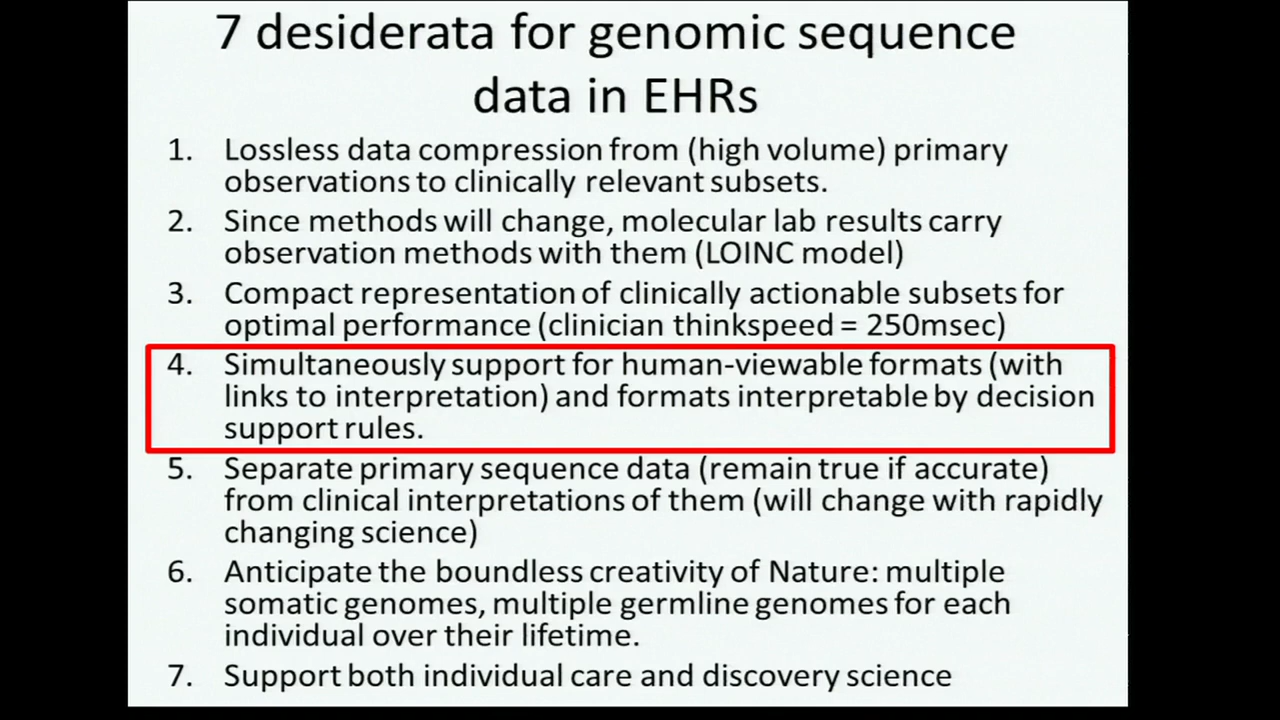 7 desiderata for genomic sequence
data in EHRs
1. Lossless data compression from (high volume) primary
observations to clinically relevant subsets.
2. Since methods will change, molecular lab results carry
observation methods with them (LOINC model)
3. Compact representation of clinically actionable subsets for
optimal performance (clinician thinkspeed = 250msec)
4. Simultaneously support for human-viewable formats (with
links to interpretation) and formats interpretable by decision
support rules.
5. Separate primary sequence data (remain true if accurate)
from clinical interpretations of them (will change with rapidly
changing science)
6. Anticipate the boundless creativity of Nature: multiple
somatic genomes, multiple germline genomes for each
individual over their lifetime.
7. Support both individual care and discovery science